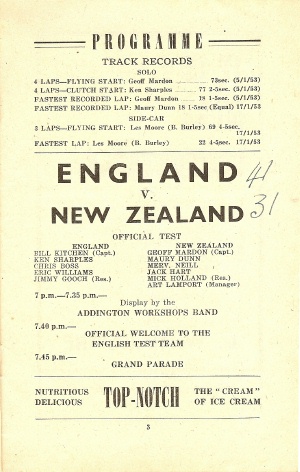 PROGRAMME
TRACK RECORDS
SOLO
4 LAPS—FLYING START: Geoff Mardon 73sec. (5/1/53)
4 LAPS—CLUTCH START: Ken Sharples 77 2-5sec. (5/1/53)
FASTEST RECORDED LAP: Geoff Mardon 18 1-5sec. (5/1/53)
FASTEST RECORDED LAP: Maury Dunn 18 1-5sec (Equal) 17/1/53
SIDE-CAR
3 LAPS—FLYING START: Les Moore (B. Burley) 69 4-5sec.
17/1/53
FASTEST LAP: Les Moore (B. Burley) 22 4-5sec. 17/1/53
ENGLAND 41
V.
NEW ZEALAND 31
OFFICIAL TEST
ENGLAND NEW ZEALAND
BILL KITCHEN (Capt.) GEOFF MARDON (Capt.)
KEN SHARPLES MAURY DUNN
CHRIS BOSS MERV. NEILL
ERIC WILLIAMS JACK HART
JIMMY GOOCH (Res.) MICK HOLLAND (Res.)
ART LAMPORT (Manager)
7 p.m.—7.35 p.m.—
Display by the
ADDINGTON WORKSHOPS BAND
7.40 p.m.—
OFFICIAL WELCOME TO THE
ENGLISH TEST TEAM
7.45 p.m.—
GRAND PARADE
NUTRITIOUS DELICIOUS TOP-NOTCH THE "CREAM" OF ICE CREAM
3